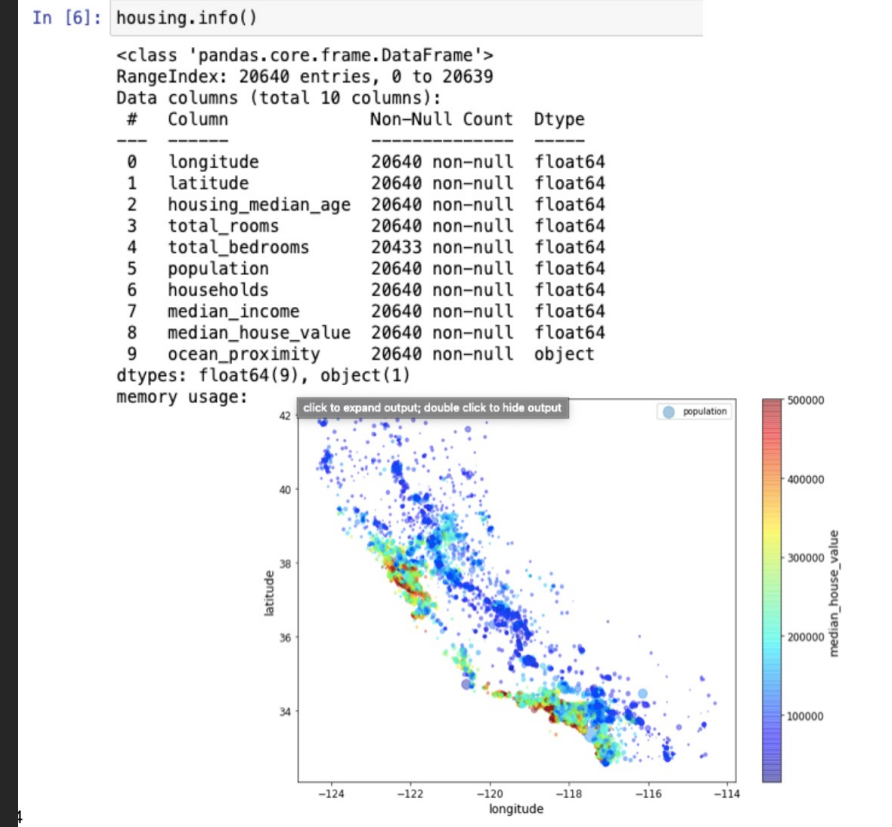 In [6]: housing.info()
<class 'pandas.core.frame.DataFrame'>
RangeIndex: 20640 entries, 0 to 20639
Data columns (total 10 columns):
# Column Non-Null Count Dtype
--- ------ -------------- -----
0 longitude 20640 non-null float64
1 latitude 20640 non-null float64
2 housing_median_age 20640 non-null float64
3 total_rooms 20640 non-null float64
4 total_bedrooms 20433 non-null float64
5 population 20640 non-null float64
6 households 20640 non-null float64
7 median_income 20640 non-null float64
8 median_house_value 20640 non-null float64
9 ocean_proximity 20640 non-null object
dtypes: float64(9), object(1)
memory usage:
click to expand output; double click to hide output
population
42
40
38
36
34
latitude
-124 -122 -120 -118 -116 -114
longitude
500000
400000
300000
200000
100000
median_house_value
4